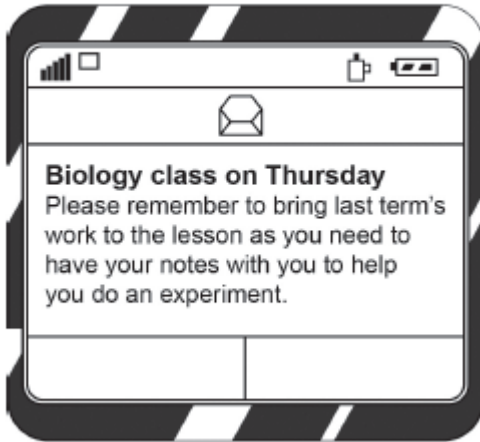 Biology class on Thursday
Please remember to bring last term's
work to the lesson as you need to
have your notes with you to help
you do an experiment.